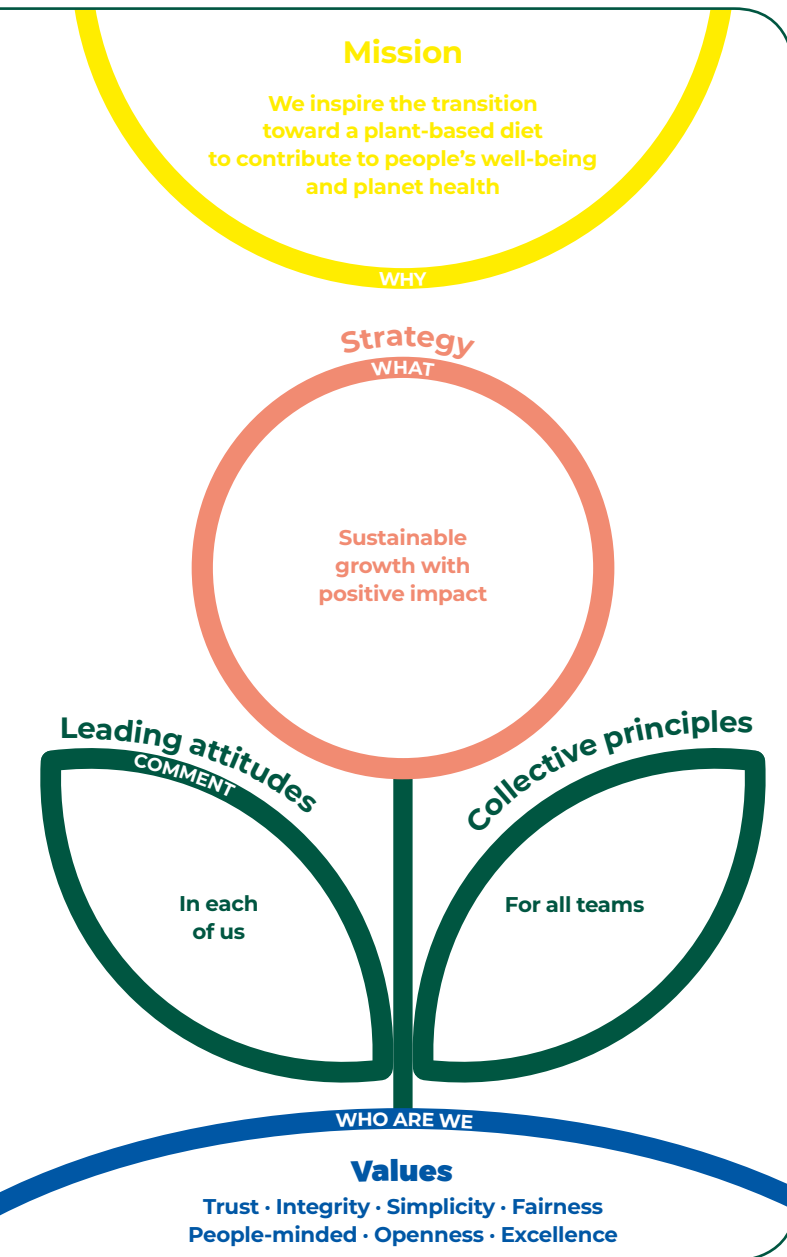 Mission
We inspire the transition
toward a plant-based diet
to contribute to people’s well-being
and planet health
WHY
Strategy
WHAT
Sustainable
growth with
positive impact
Leading attitudes
COMMENT
In each
of us
Collective principles
For all teams
WHO ARE WE
Values
Trust · Integrity · Simplicity · Fairness
People-minded · Openness · Excellence